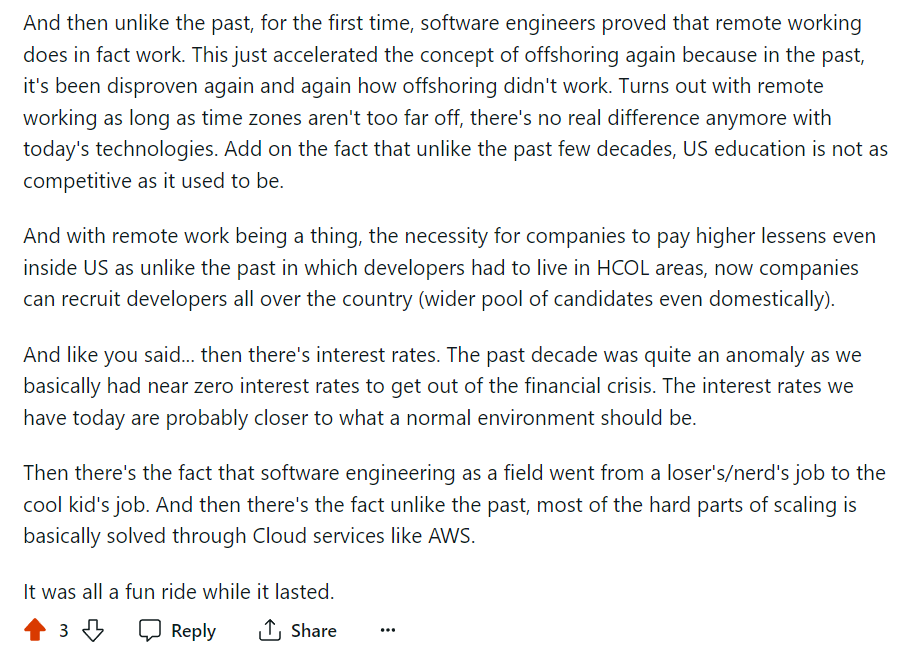 And then unlike the past, for the first time, software engineers proved that remote working
does in fact work. This just accelerated the concept of offshoring again because in the past,
it's been disproven again and again how offshoring didn't work. Turns out with remote
working as long as time zones aren't too far off, there's no real difference anymore with
today's technologies. Add on the fact that unlike the past few decades, US education is not as
competitive as it used to be.
And with remote work being a thing, the necessity for companies to pay higher lessens even
inside US as unlike the past in which developers had to live in HCOL areas, now companies
can recruit developers all over the country (wider pool of candidates even domestically).
And like you said... then there's interest rates. The past decade was quite an anomaly as we
basically had near zero interest rates to get out of the financial crisis. The interest rates we
have today are probably closer to what a normal environment should be.
Then there's the fact that software engineering as a field went from a loser's/nerd's job to the
cool kid's job. And then there's the fact unlike the past, most of the hard parts of scaling is
basically solved through Cloud services like AWS.
It was all a fun ride while it lasted.
3 Reply Share ...